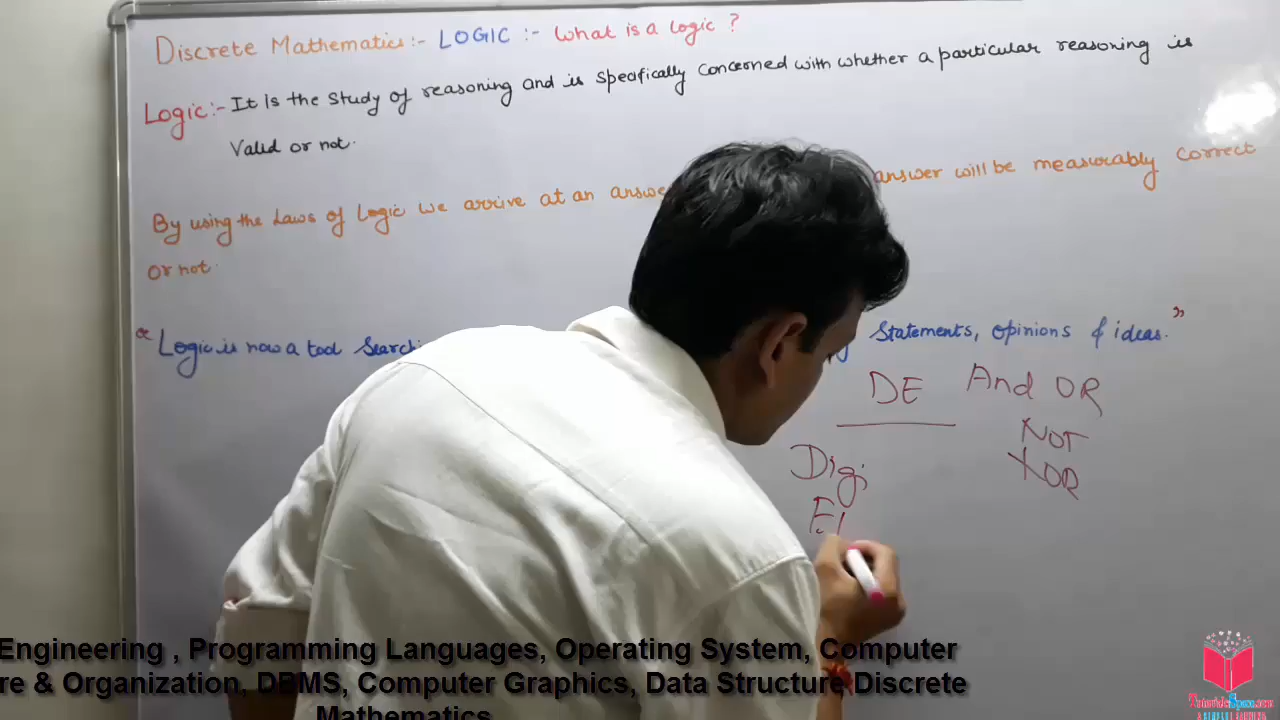 Discrete Mathematics:- LOGIC :- What is a logic ?
Logic:- It is the study of reasoning and is specifically concerned with whether a particular reasoning is
Valid or not.
By using the Laws of Logic we arrive at an answer answer will be measurably correct
or not.
" Logic is now a tool Statements, opinions & ideas. "
DE And OR
NOT
XOR
Digi
El
Engineering , Programming Languages, Operating System, Computer
re & Organization, DBMS, Computer Graphics, Data Structure Discrete
Mathematics
TutorialsSpace.com